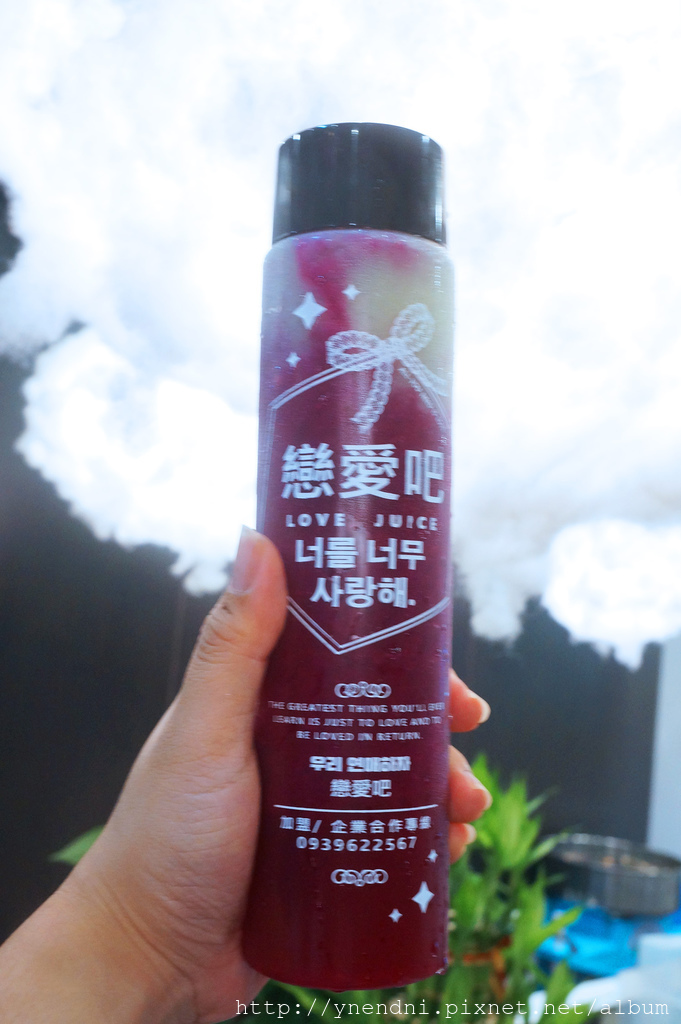 戀愛吧
LOVE JUICE
너를 너무
사랑해.
THE GREATEST THING YOU'LL EVER
LEARN IS JUST TO LOVE AND TO
BE LOVED IN RETURN.
우리 연애하자
戀愛吧
加盟/ 企業合作專線
0939622567
http://ynendni.pixnet.net/album